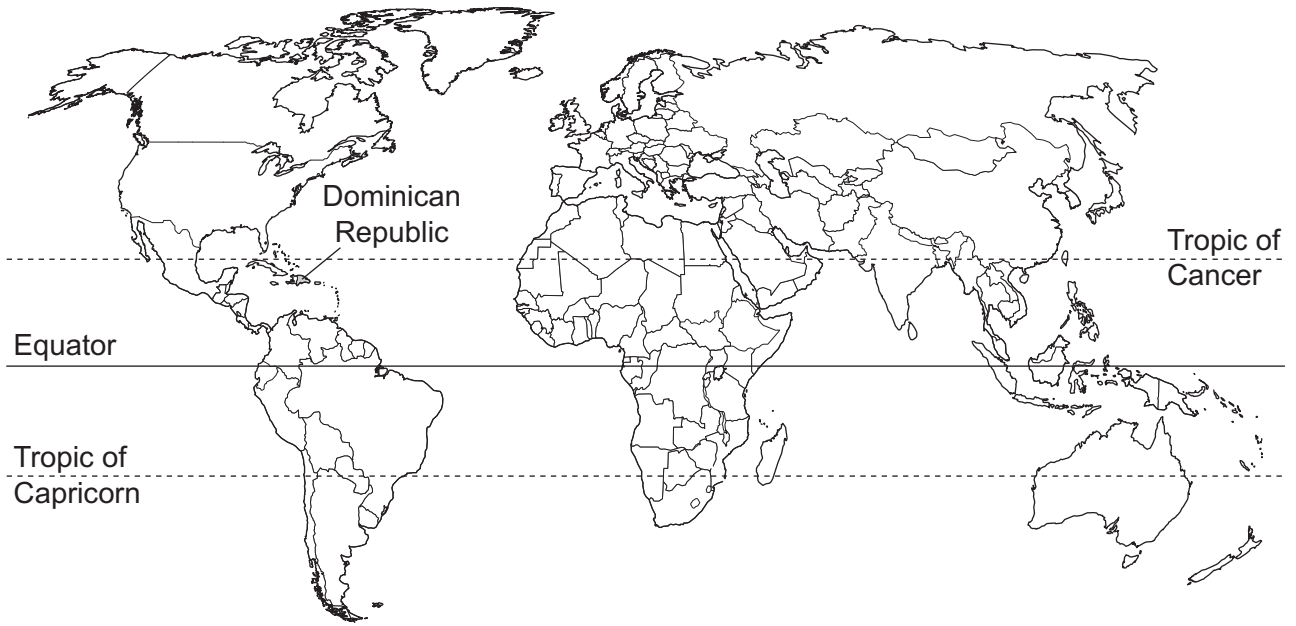 Dominican
Republic
Tropic of
Cancer
Equator
Tropic of
Capricorn